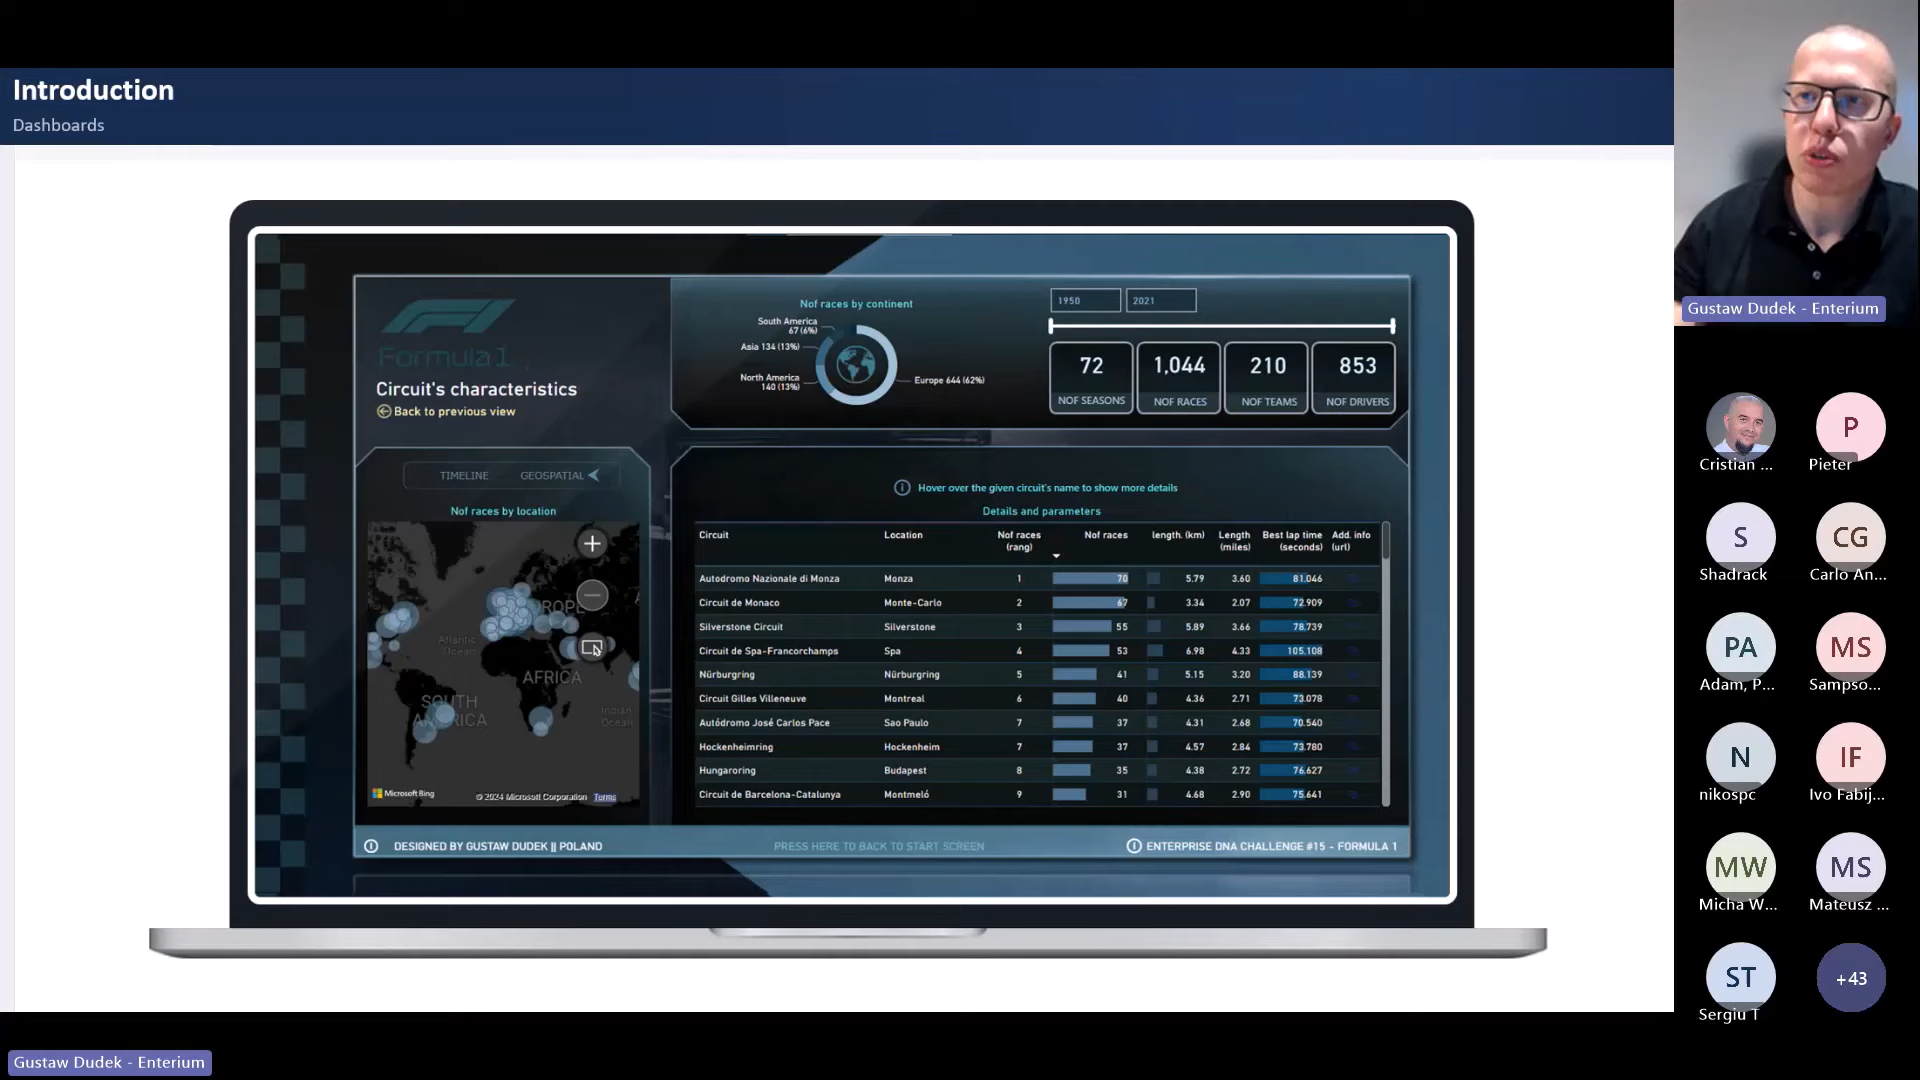 Introduction
Dashboards
Formula 1
Circuit's characteristics
Back to previous view
Nof races by continent
South America
67 (6%)
Asia 134 (13%)
North America
140 (13%)
Europe 644 (62%)
1950 2021
72 1,044 210 853
NOF SEASONS NOF RACES NOF TEAMS NOF DRIVERS
TIMELINE GEOSPATIAL
Nof races by location
Atlantic
Ocean
AFRICA
SOUTH
Indian
Ocean
Microsoft Bing
© 2024 Microsoft Corporation Terms
Hover over the given circuit's name to show more details
Details and parameters
Circuit Location Nof races (rang) Nof races length. (km) Length (miles) Best lap time (seconds) Add. info (url)
Autodromo Nazionale di Monza Monza 1 70 5.79 3.60 81.046
Circuit de Monaco Monte-Carlo 2 67 3.34 2.07 72.909
Silverstone Circuit Silverstone 3 55 5.89 3.66 78.739
Circuit de Spa-Francorchamps Spa 4 53 6.98 4.33 105.108
Nürburgring Nürburgring 5 41 5.15 3.20 88.139
Circuit Gilles Villeneuve Montreal 6 40 4.36 2.71 73.078
Autódromo José Carlos Pace Sao Paulo 7 37 4.31 2.68 70.540
Hockenheimring Hockenheim 7 37 4.57 2.84 73.780
Hungaroring Budapest 8 35 4.38 2.72 76.627
Circuit de Barcelona-Catalunya Montmeló 9 31 4.68 2.90 75.641
DESIGNED BY GUSTAW DUDEK || POLAND
PRESS HERE TO BACK TO START SCREEN
ENTERPRISE DNA CHALLENGE #15 - FORMULA 1
Gustaw Dudek - Enterium
Cristian ...
P
Pieter
S
Shadrack
CG
Carlo An...
PA
Adam, P...
MS
Sampso...
N
nikospc
IF
Ivo Fabij...
MW
Micha W...
MS
Mateusz ...
ST
Sergiu T
+43
Gustaw Dudek - Enterium